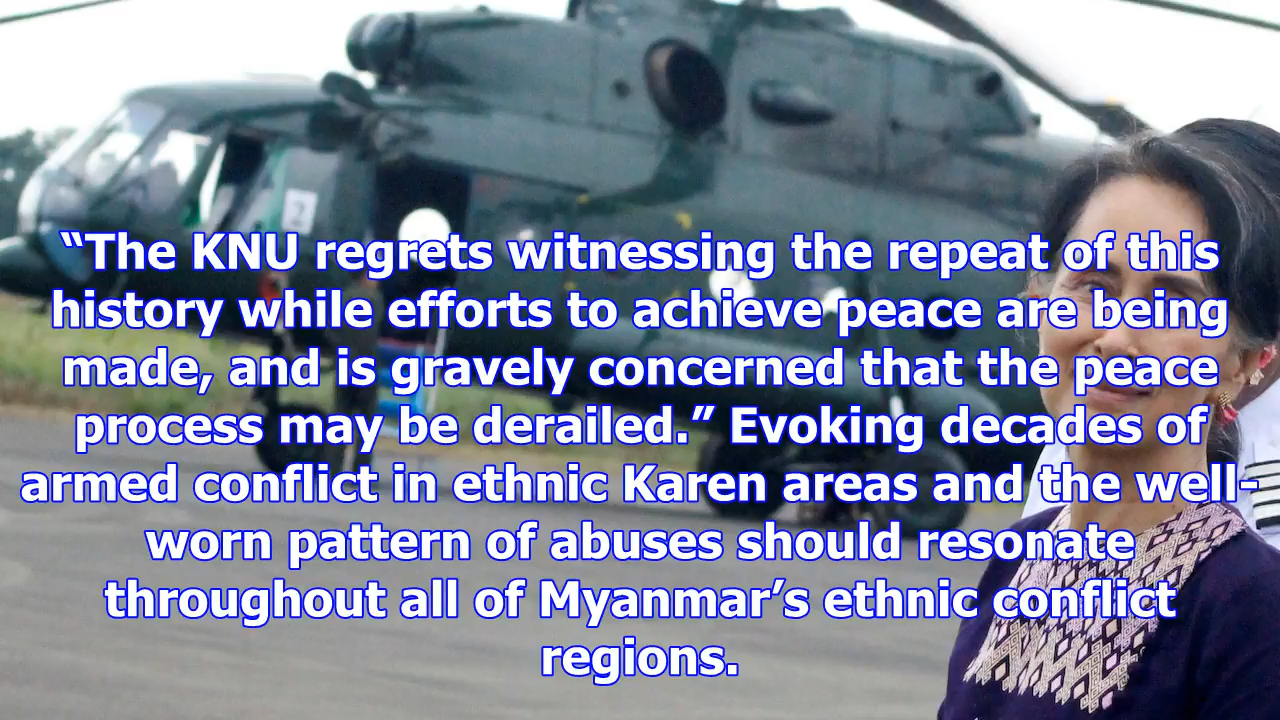 “The KNU regrets witnessing the repeat of this
history while efforts to achieve peace are being
made, and is gravely concerned that the peace
process may be derailed.” Evoking decades of
armed conflict in ethnic Karen areas and the well-
worn pattern of abuses should resonate
throughout all of Myanmar’s ethnic conflict
regions.
2